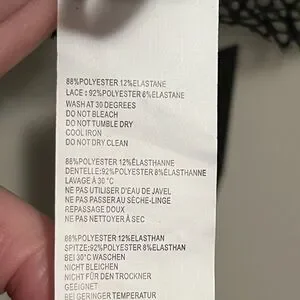 88%POLYESTER 12%ELASTANE
LACE : 92%POLYESTER 8%ELASTANE
WASH AT 30 DEGREES
DO NOT BLEACH
DO NOT TUMBLE DRY
COOL IRON
DO NOT DRY CLEAN
88%POLYESTER 12%ÉLASTHANNE
DENTELLE:92%POLYESTER 8%ÉLASTHANNE
LAVAGE À 30 °C
NE PAS UTILISER D'EAU DE JAVEL
NE PAS PASSER AU SÈCHE-LINGE
REPASSAGE DOUX
NE PAS NETTOYER À SEC
88%POLYESTER 12%ELASTHAN
SPITZE:92%POLYESTER 8%ELASTHAN
BEI 30°C WASCHEN
NICHT BLEICHEN
NICHT FÜR DEN TROCKNER
GEEIGNET
BEI GERINGER TEMPERATUR